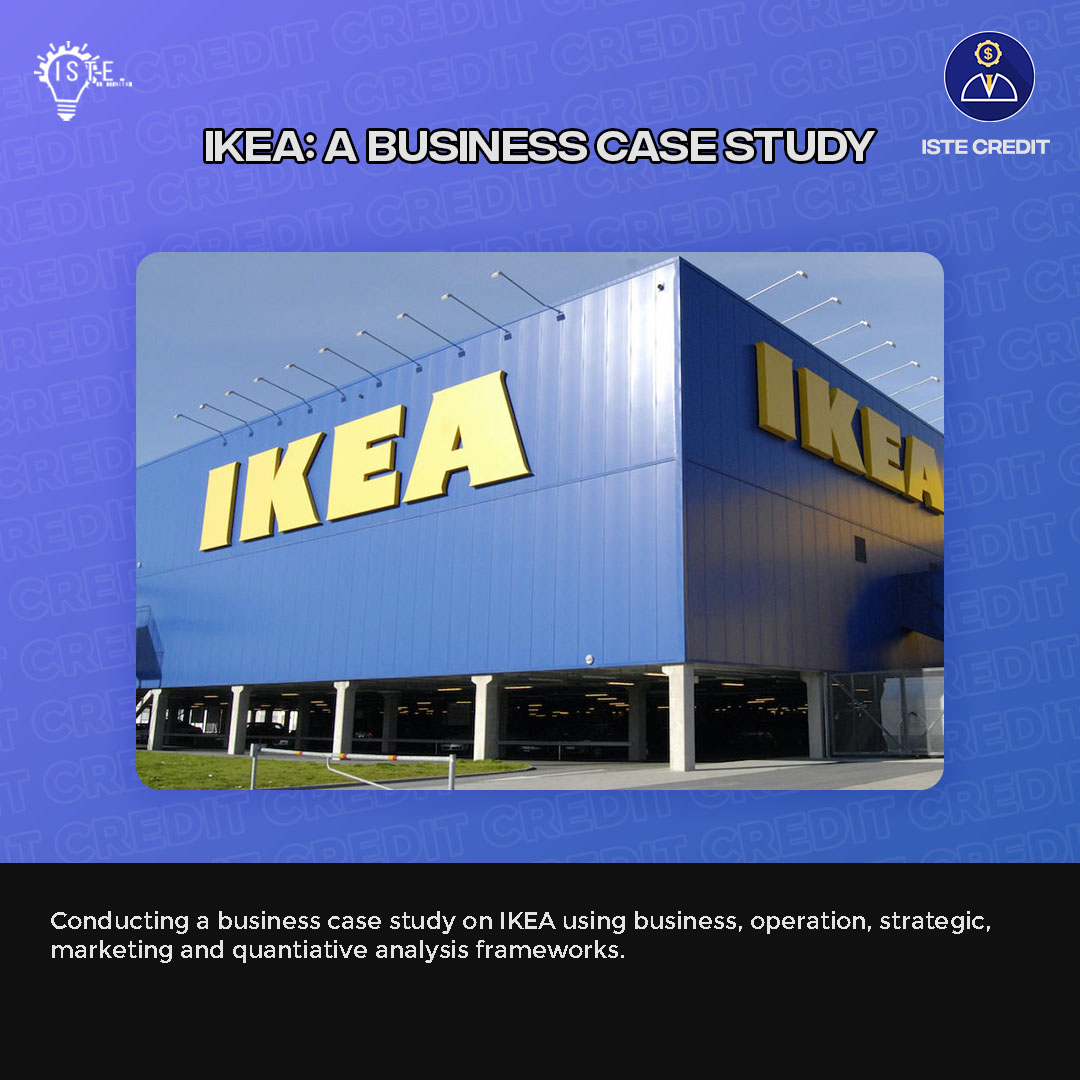 ISTE.
IKEA: A BUSINESS CASE STUDY
ISTE CREDIT
IKEA
IKEA
Conducting a business case study on IKEA using business, operation, strategic,
marketing and quantiative analysis frameworks.